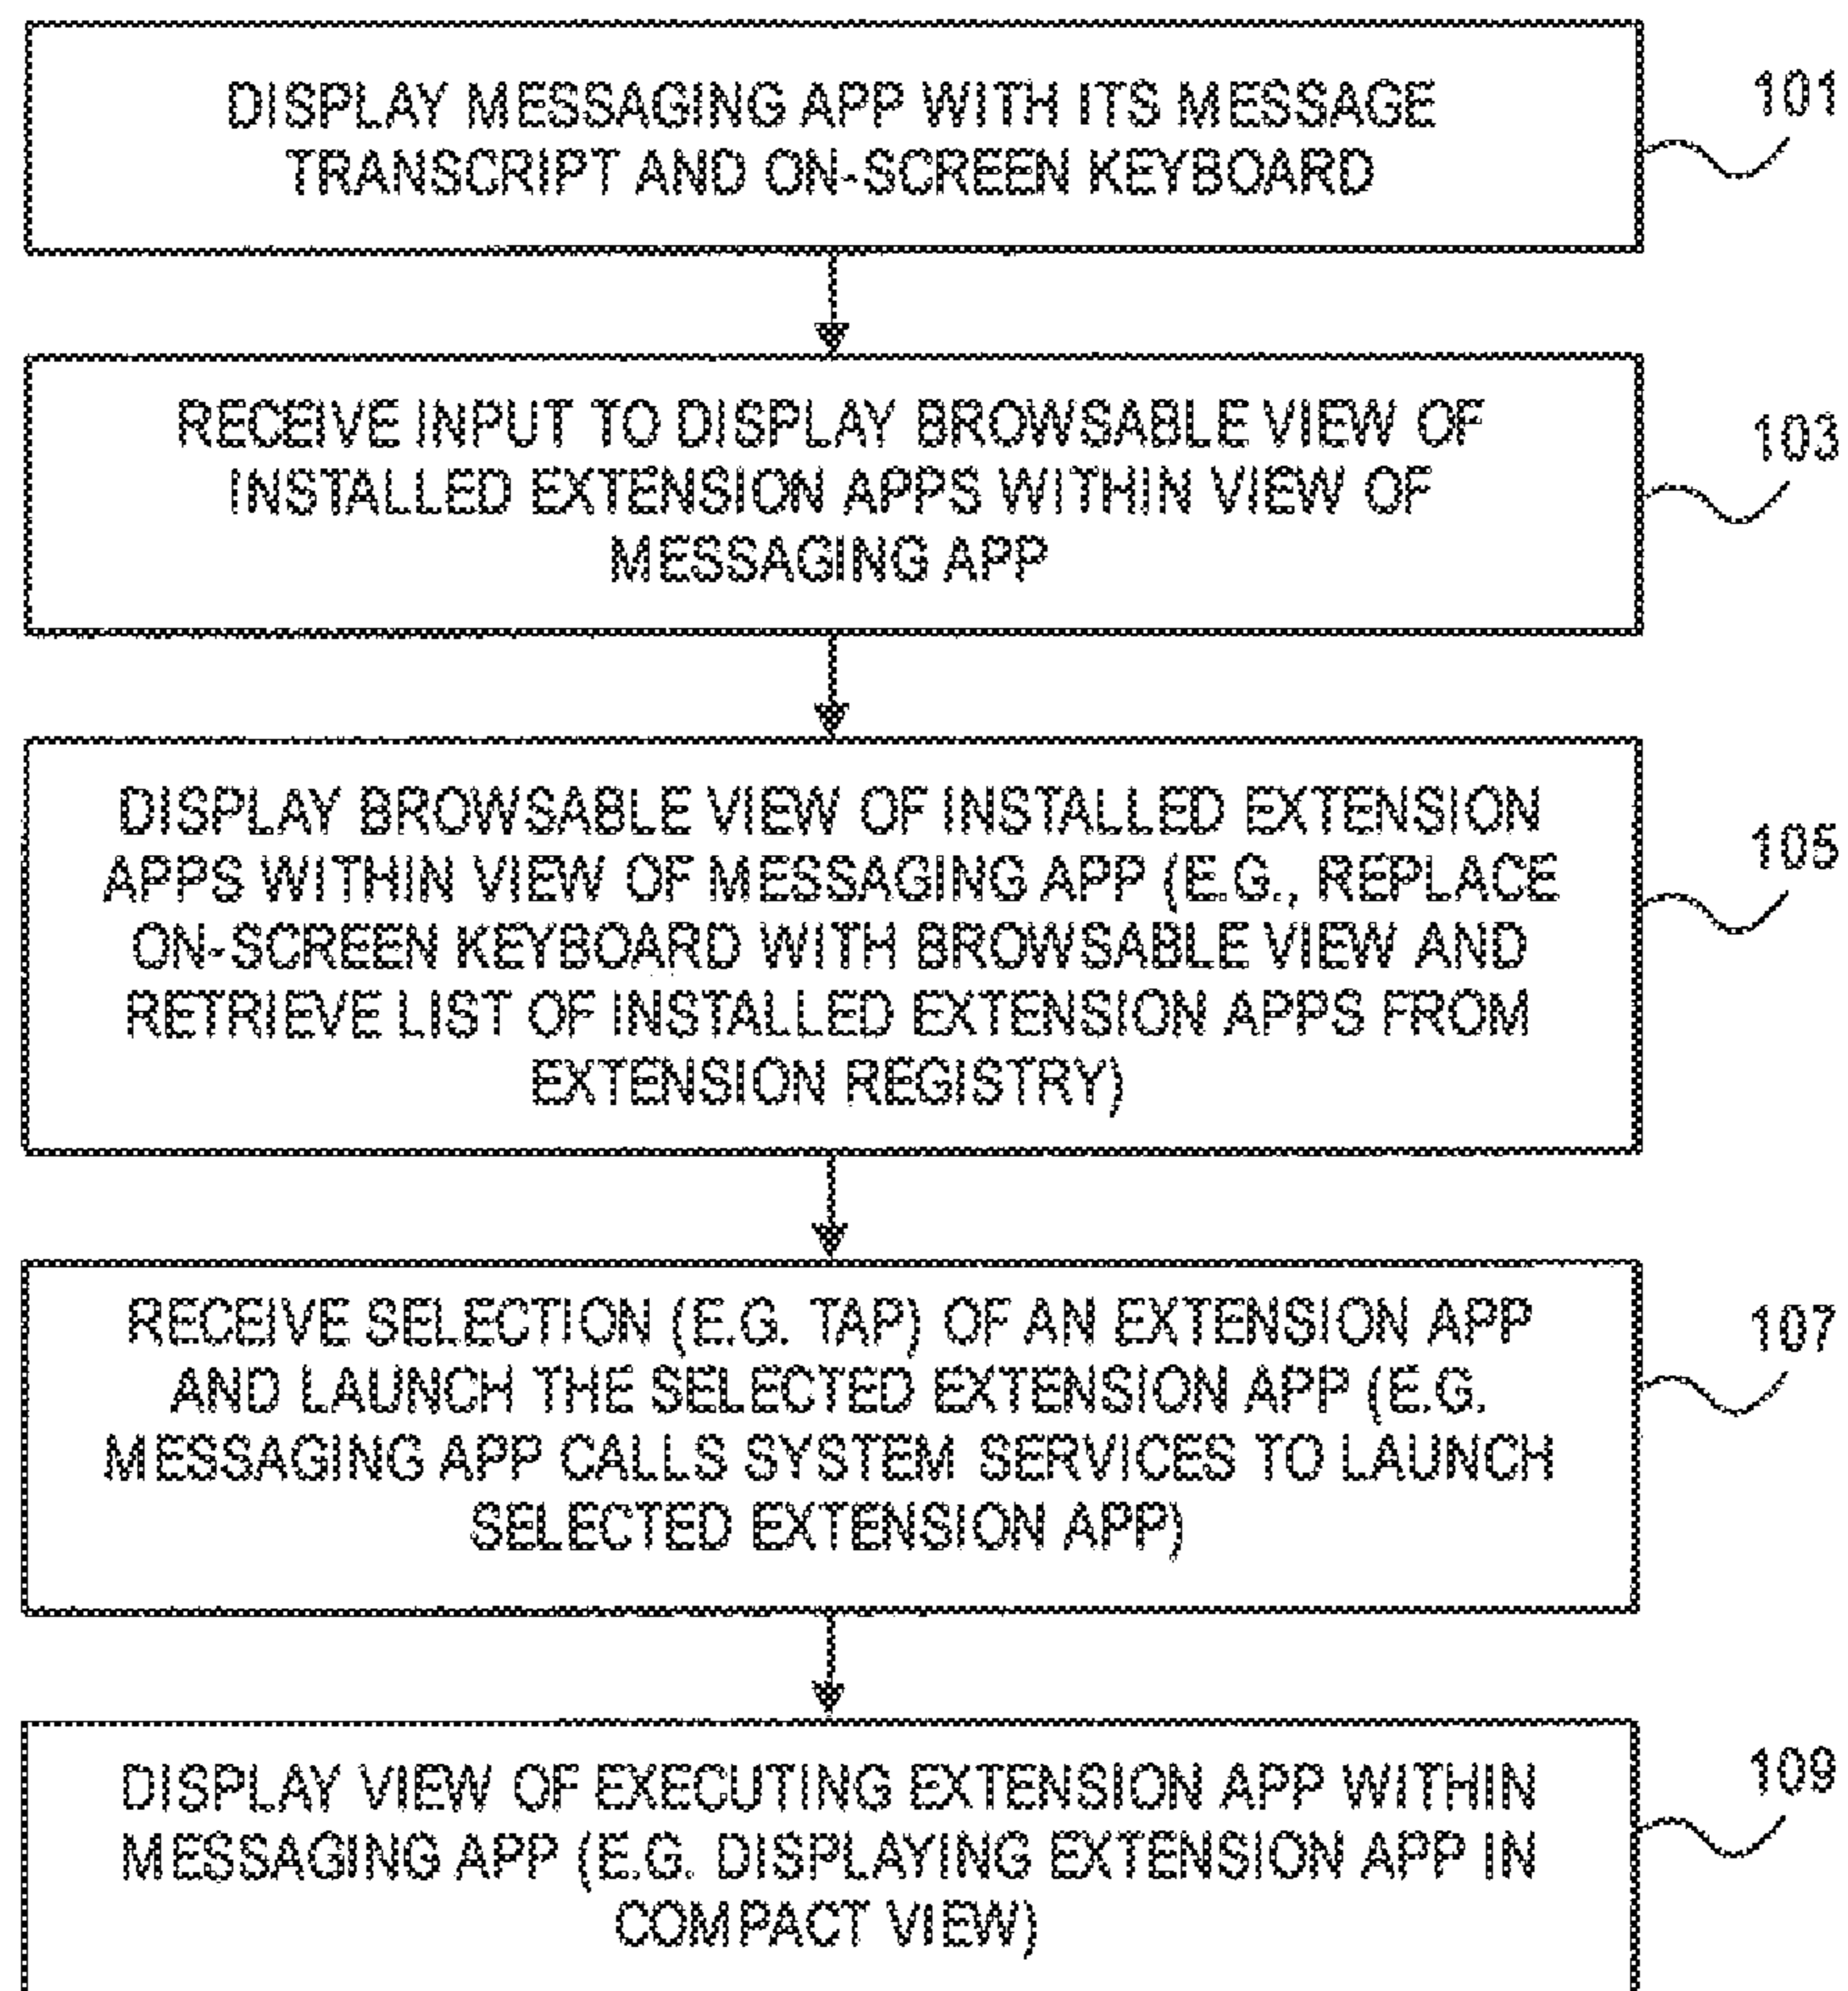 DISPLAY MESSAGING APP WITH ITS MESSAGE
TRANSCRIPT AND ON-SCREEN KEYBOARD
101
RECEIVE INPUT TO DISPLAY BROWSABLE VIEW OF
INSTALLED EXTENSION APPS WITHIN VIEW OF
MESSAGING APP
103
DISPLAY BROWSABLE VIEW OF INSTALLED EXTENSION
APPS WITHIN VIEW OF MESSAGING APP (E.G., REPLACE
ON-SCREEN KEYBOARD WITH BROWSABLE VIEW AND
RETRIEVE LIST OF INSTALLED EXTENSION APPS FROM
EXTENSION REGISTRY)
105
RECEIVE SELECTION (E.G. TAP) OF AN EXTENSION APP
AND LAUNCH THE SELECTED EXTENSION APP (E.G.
MESSAGING APP CALLS SYSTEM SERVICES TO LAUNCH
SELECTED EXTENSION APP)
107
DISPLAY VIEW OF EXECUTING EXTENSION APP WITHIN
MESSAGING APP (E.G. DISPLAYING EXTENSION APP IN
COMPACT VIEW)
109